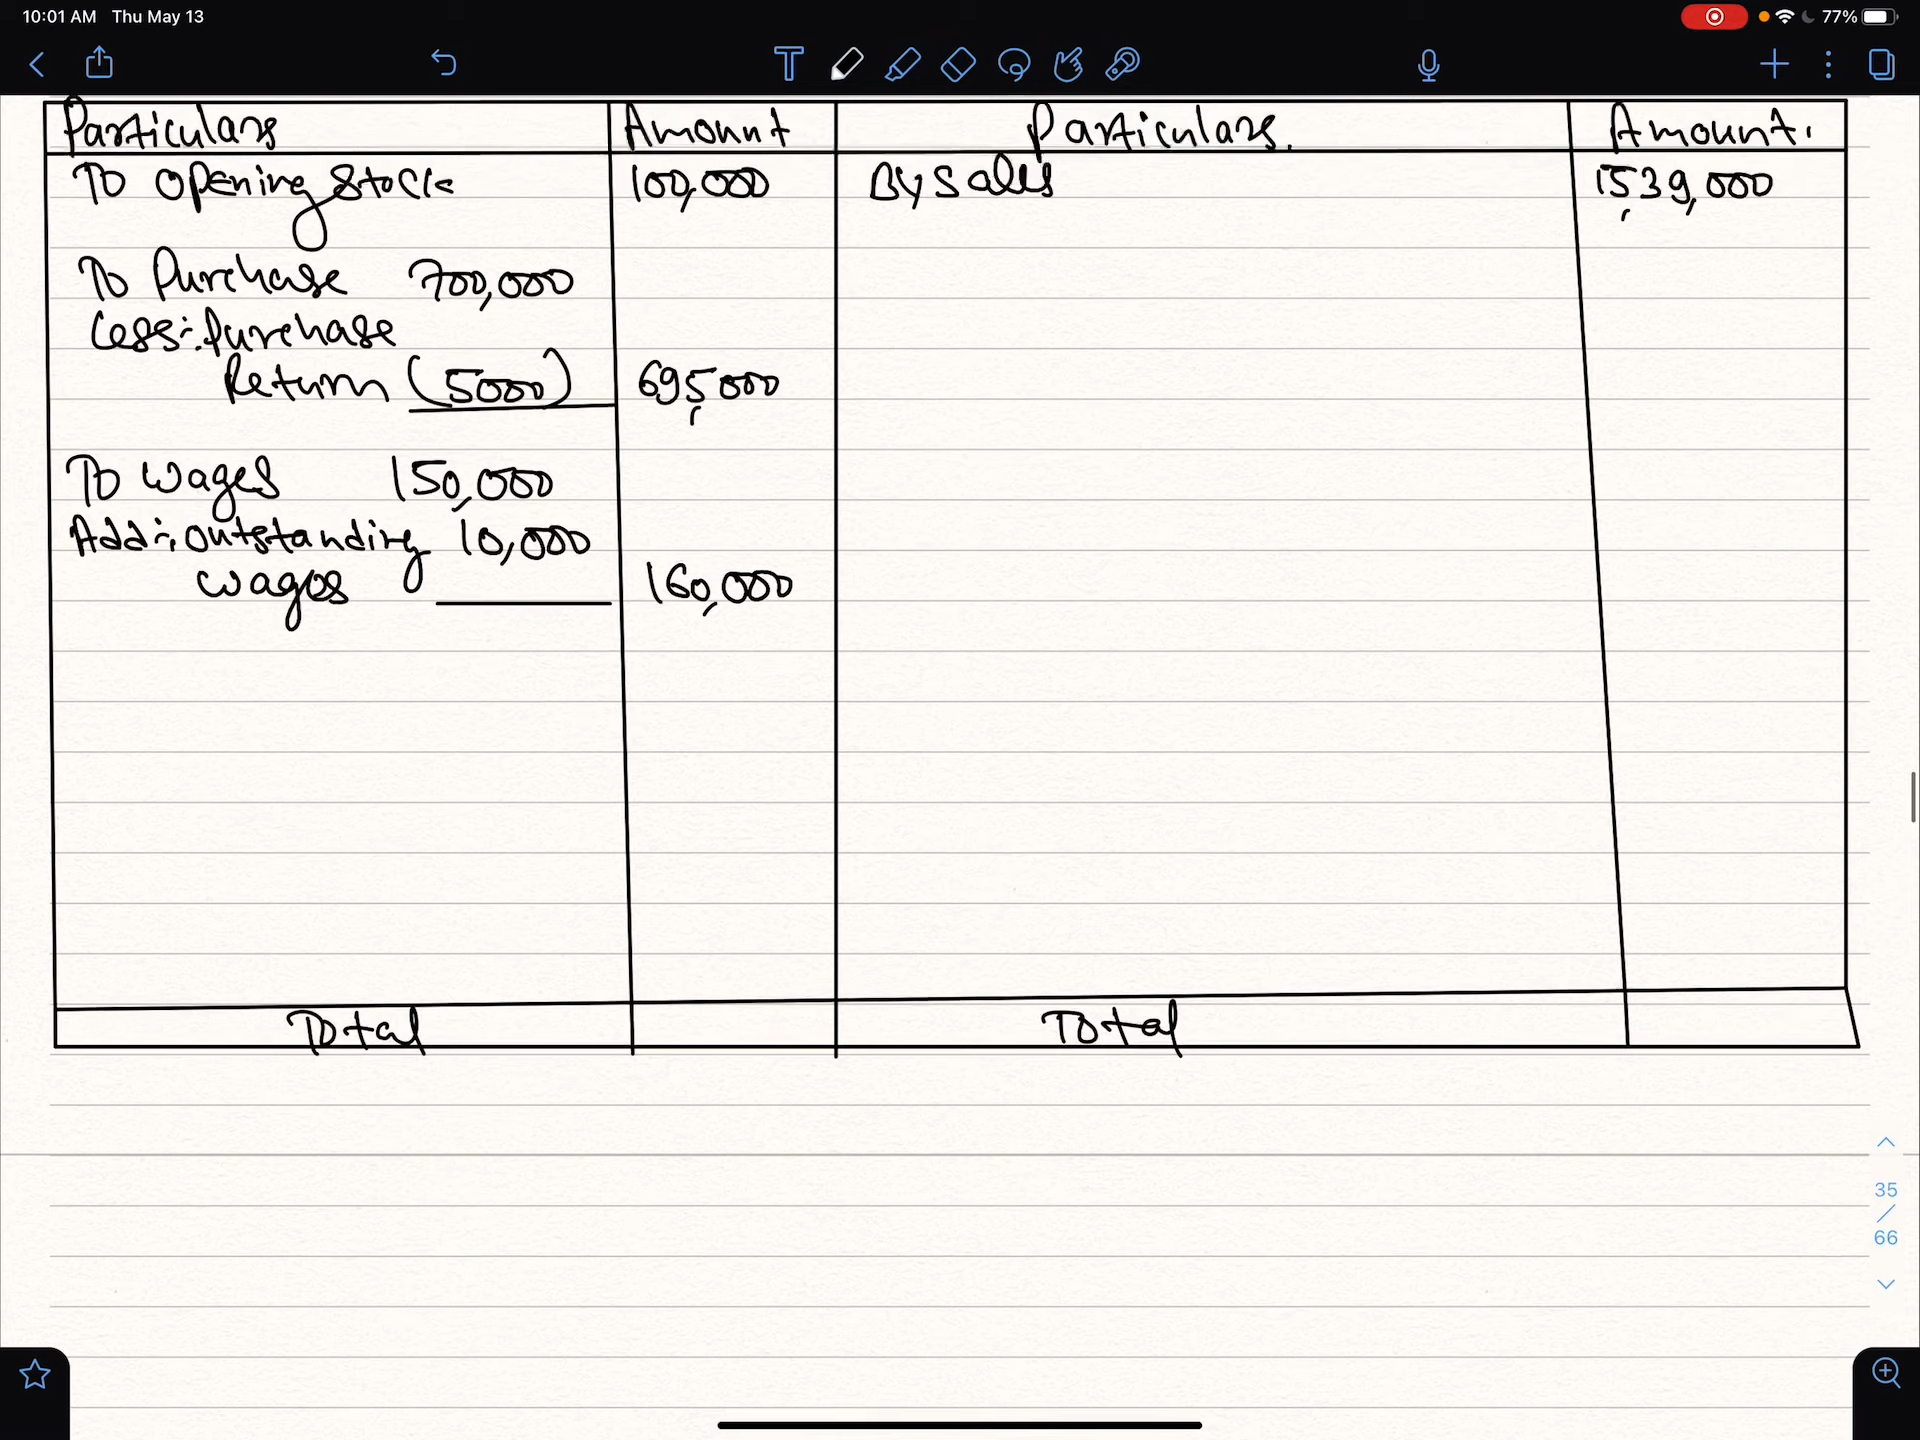 10:01 AM Thu May 13
77%
T
Particulars Amount Particulars. Amount.
To Opening Stock 100,000 By Sales 15,39,000
To Purchase 700,000
Less:- Purchase
Return (5000) 695,000
To Wages 150,000
Add:- outstanding 10,000
wages 160,000
Total Total
35
/
66